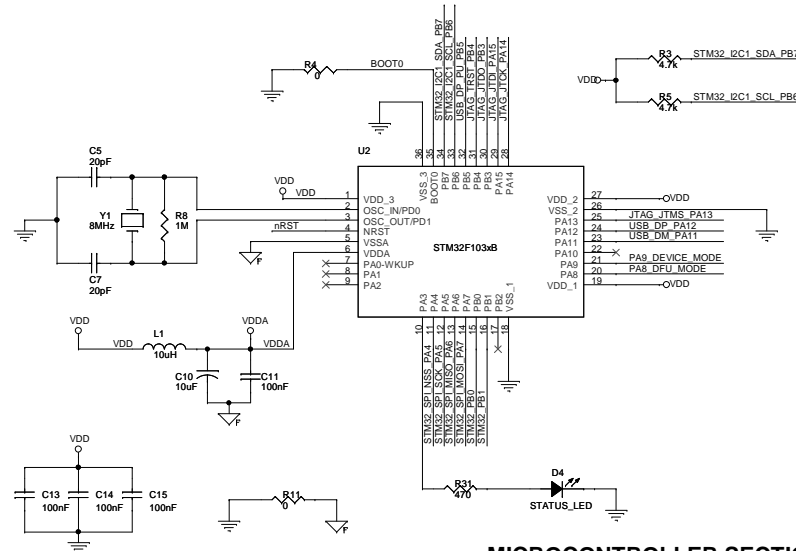 STM32_I2C1_SDA_PB7
STM32_I2C1_SCL_PB6
USB_DP_PU_PB5
JTAG_TRST_PB4
JTAG_JTDO_PB3
JTAG_JTDI_PA15
JTAG_JTCK_PA14
R4
0
BOOT0
R3
4.7k
STM32_I2C1_SDA_PB7
VDD
R5
4.7k
STM32_I2C1_SCL_PB6
36
35
34
33
32
31
30
29
28
U2
VSS_3
BOOT0
PB7
PB6
PB5
PB4
PB3
PA15
PA14
C5
20pF
Y1
8MHz
R8
1M
C7
20pF
VDD
VDD
nRST
1
2
3
4
5
6
7
8
9
VDD_3
OSC_IN/PD0
OSC_OUT/PD1
NRST
VSSA
VDDA
PA0-WKUP
PA1
PA2
STM32F103xB
VDD_2
VSS_2
PA13
PA12
PA11
PA10
PA9
PA8
VDD_1
27
26
25
24
23
22
21
20
19
VDD
JTAG_JTMS_PA13
USB_DP_PA12
USB_DM_PA11
PA9_DEVICE_MODE
PA8_DFU_MODE
VDD
PA3
PA4
PA5
PA6
PA7
PB0
PB1
PB2
VSS_1
10
11
12
13
14
15
16
17
18
STM32_SPI_NSS_PA4
STM32_SPI_SCK_PA5
STM32_SPI_MISO_PA6
STM32_SPI_MOSI_PA7
STM32_PB0
STM32_PB1
VDD
VDD
L1
10uH
VDDA
VDDA
C10
10uF
C11
100nF
VDD
C13
100nF
C14
100nF
C15
100nF
R11
0
R31
470
D4
STATUS_LED